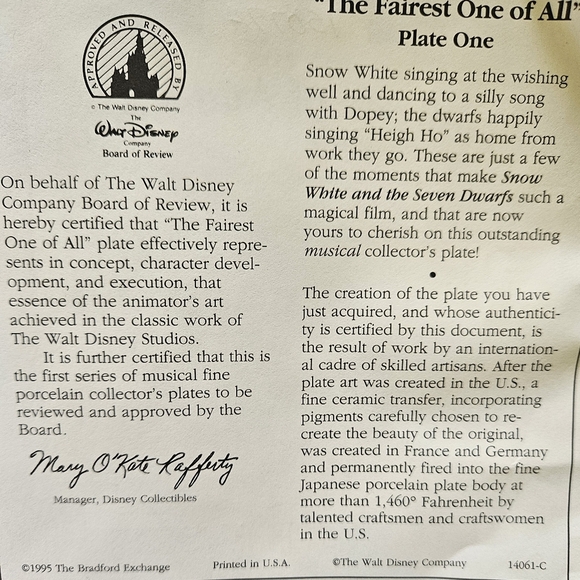 APPROVED AND RELEASED BY
© The Walt Disney Company
The
Walt Disney
Company
Board of Review
On behalf of The Walt Disney
Company Board of Review, it is
hereby certified that “The Fairest
One of All” plate effectively repre-
sents in concept, character devel-
opment, and execution, that
essence of the animator’s art
achieved in the classic work of
The Walt Disney Studios.
It is further certified that this is
the first series of musical fine
porcelain collector’s plates to be
reviewed and approved by the
Board.
Mary O’Kate Rafferty
Manager, Disney Collectibles
“The Fairest One of All”
Plate One
Snow White singing at the wishing
well and dancing to a silly song
with Dopey; the dwarfs happily
singing “Heigh Ho” as home from
work they go. These are just a few
of the moments that make Snow
White and the Seven Dwarfs such a
magical film, and that are now
yours to cherish on this outstanding
musical collector’s plate!
The creation of the plate you have
just acquired, and whose authentici-
ty is certified by this document, is
the result of work by an internation-
al cadre of skilled artisans. After the
plate art was created in the U.S., a
fine ceramic transfer, incorporating
pigments carefully chosen to re-
create the beauty of the original,
was created in France and Germany
and permanently fired into the fine
Japanese porcelain plate body at
more than 1,460° Fahrenheit by
talented craftsmen and craftswomen
in the U.S.
©1995 The Bradford Exchange
Printed in U.S.A.
©The Walt Disney Company
14061-C